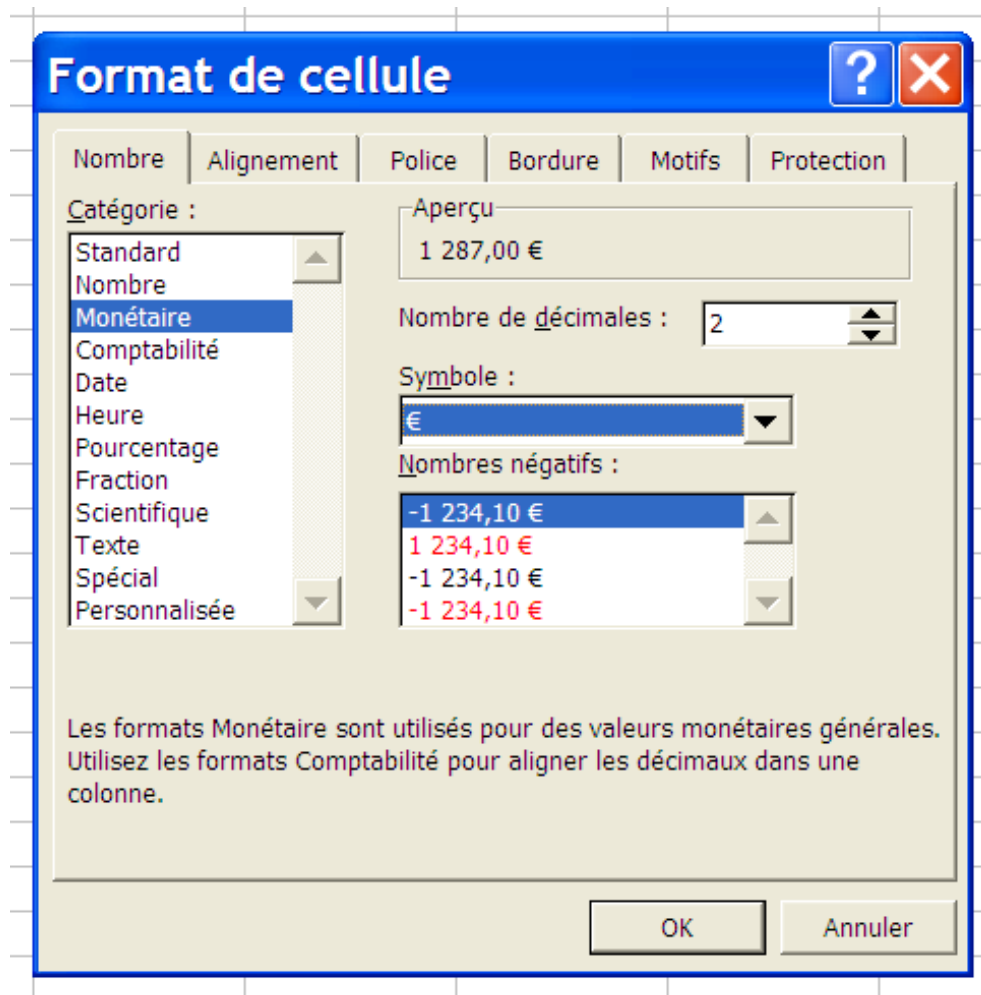 Format de cellule
Nombre Alignement Police Bordure Motifs Protection
Catégorie :
Standard
Nombre
Monétaire
Comptabilité
Date
Heure
Pourcentage
Fraction
Scientifique
Texte
Spécial
Personnalisée
Aperçu
1 287,00 €
Nombre de décimales : 2
Symbole :
€
Nombres négatifs :
-1 234,10 €
1 234,10 €
-1 234,10 €
-1 234,10 €
Les formats Monétaire sont utilisés pour des valeurs monétaires générales.
Utilisez les formats Comptabilité pour aligner les décimaux dans une
colonne.
OK Annuler